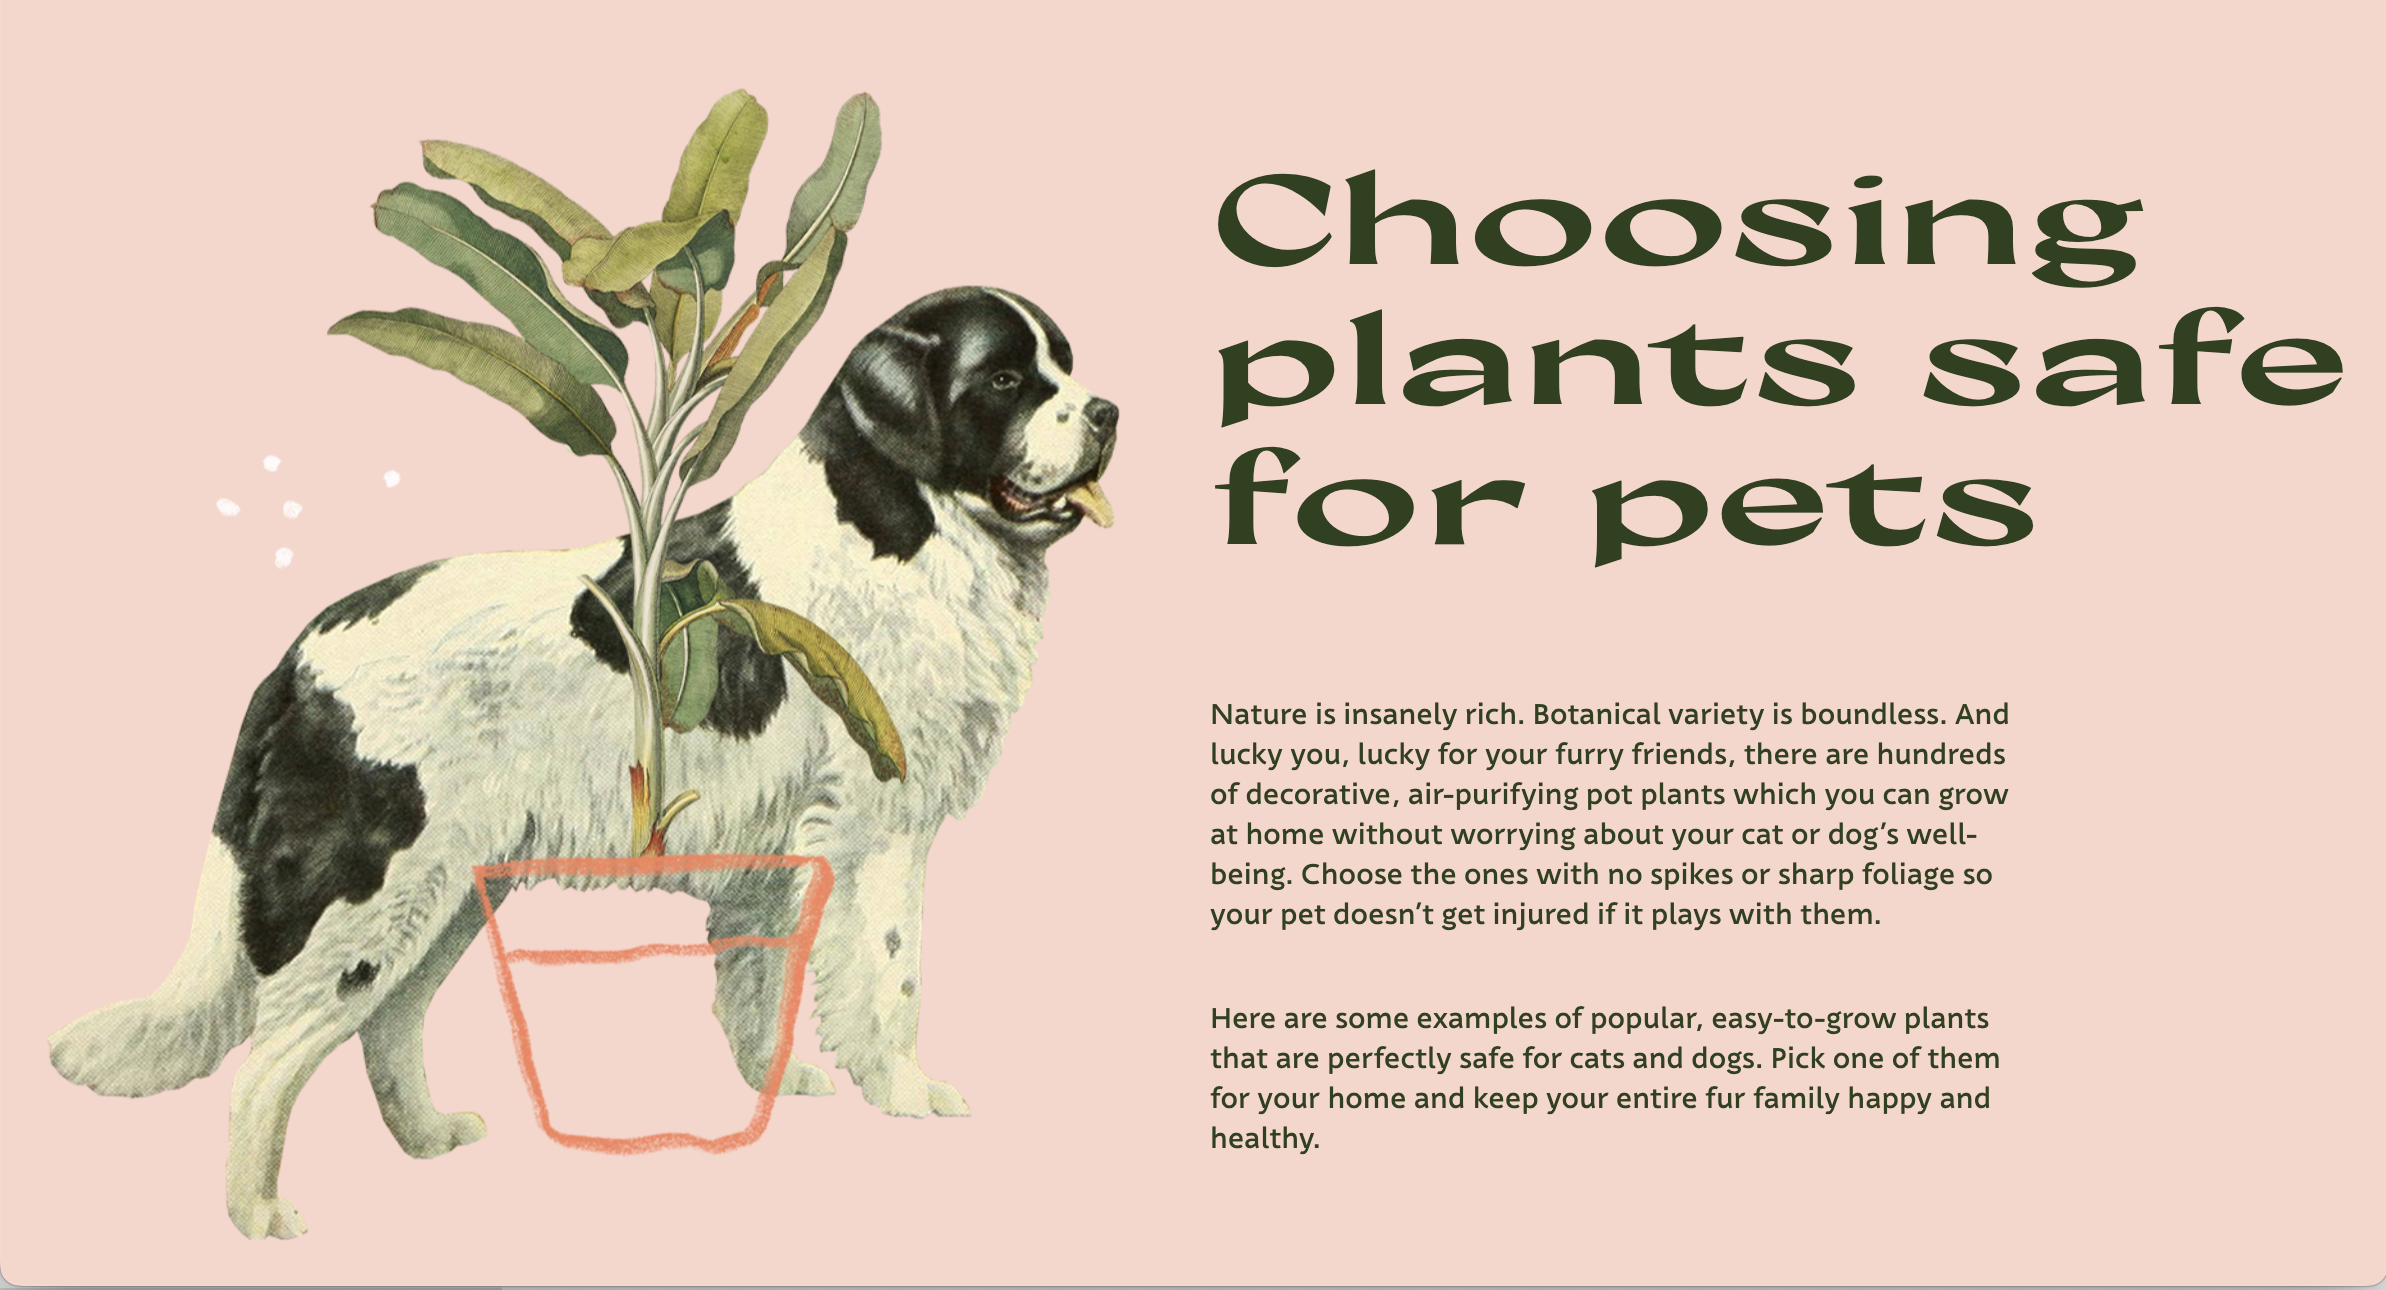 Choosing
plants safe
for pets
Nature is insanely rich. Botanical variety is boundless. And
lucky you, lucky for your furry friends, there are hundreds
of decorative, air-purifying pot plants which you can grow
at home without worrying about your cat or dog’s well-
being. Choose the ones with no spikes or sharp foliage so
your pet doesn’t get injured if it plays with them.
Here are some examples of popular, easy-to-grow plants
that are perfectly safe for cats and dogs. Pick one of them
for your home and keep your entire fur family happy and
healthy.